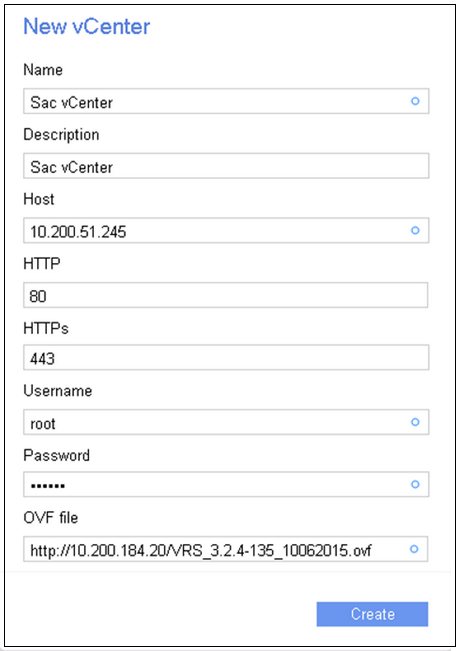 New vCenter
Name
Sac vCenter
Description
Sac vCenter
Host
10.200.51.245
HTTP
80
HTTPs
443
Username
root
Password
••••••
OVF file
http://10.200.184.20/VRS_3.2.4-135_10062015.ovf
Create